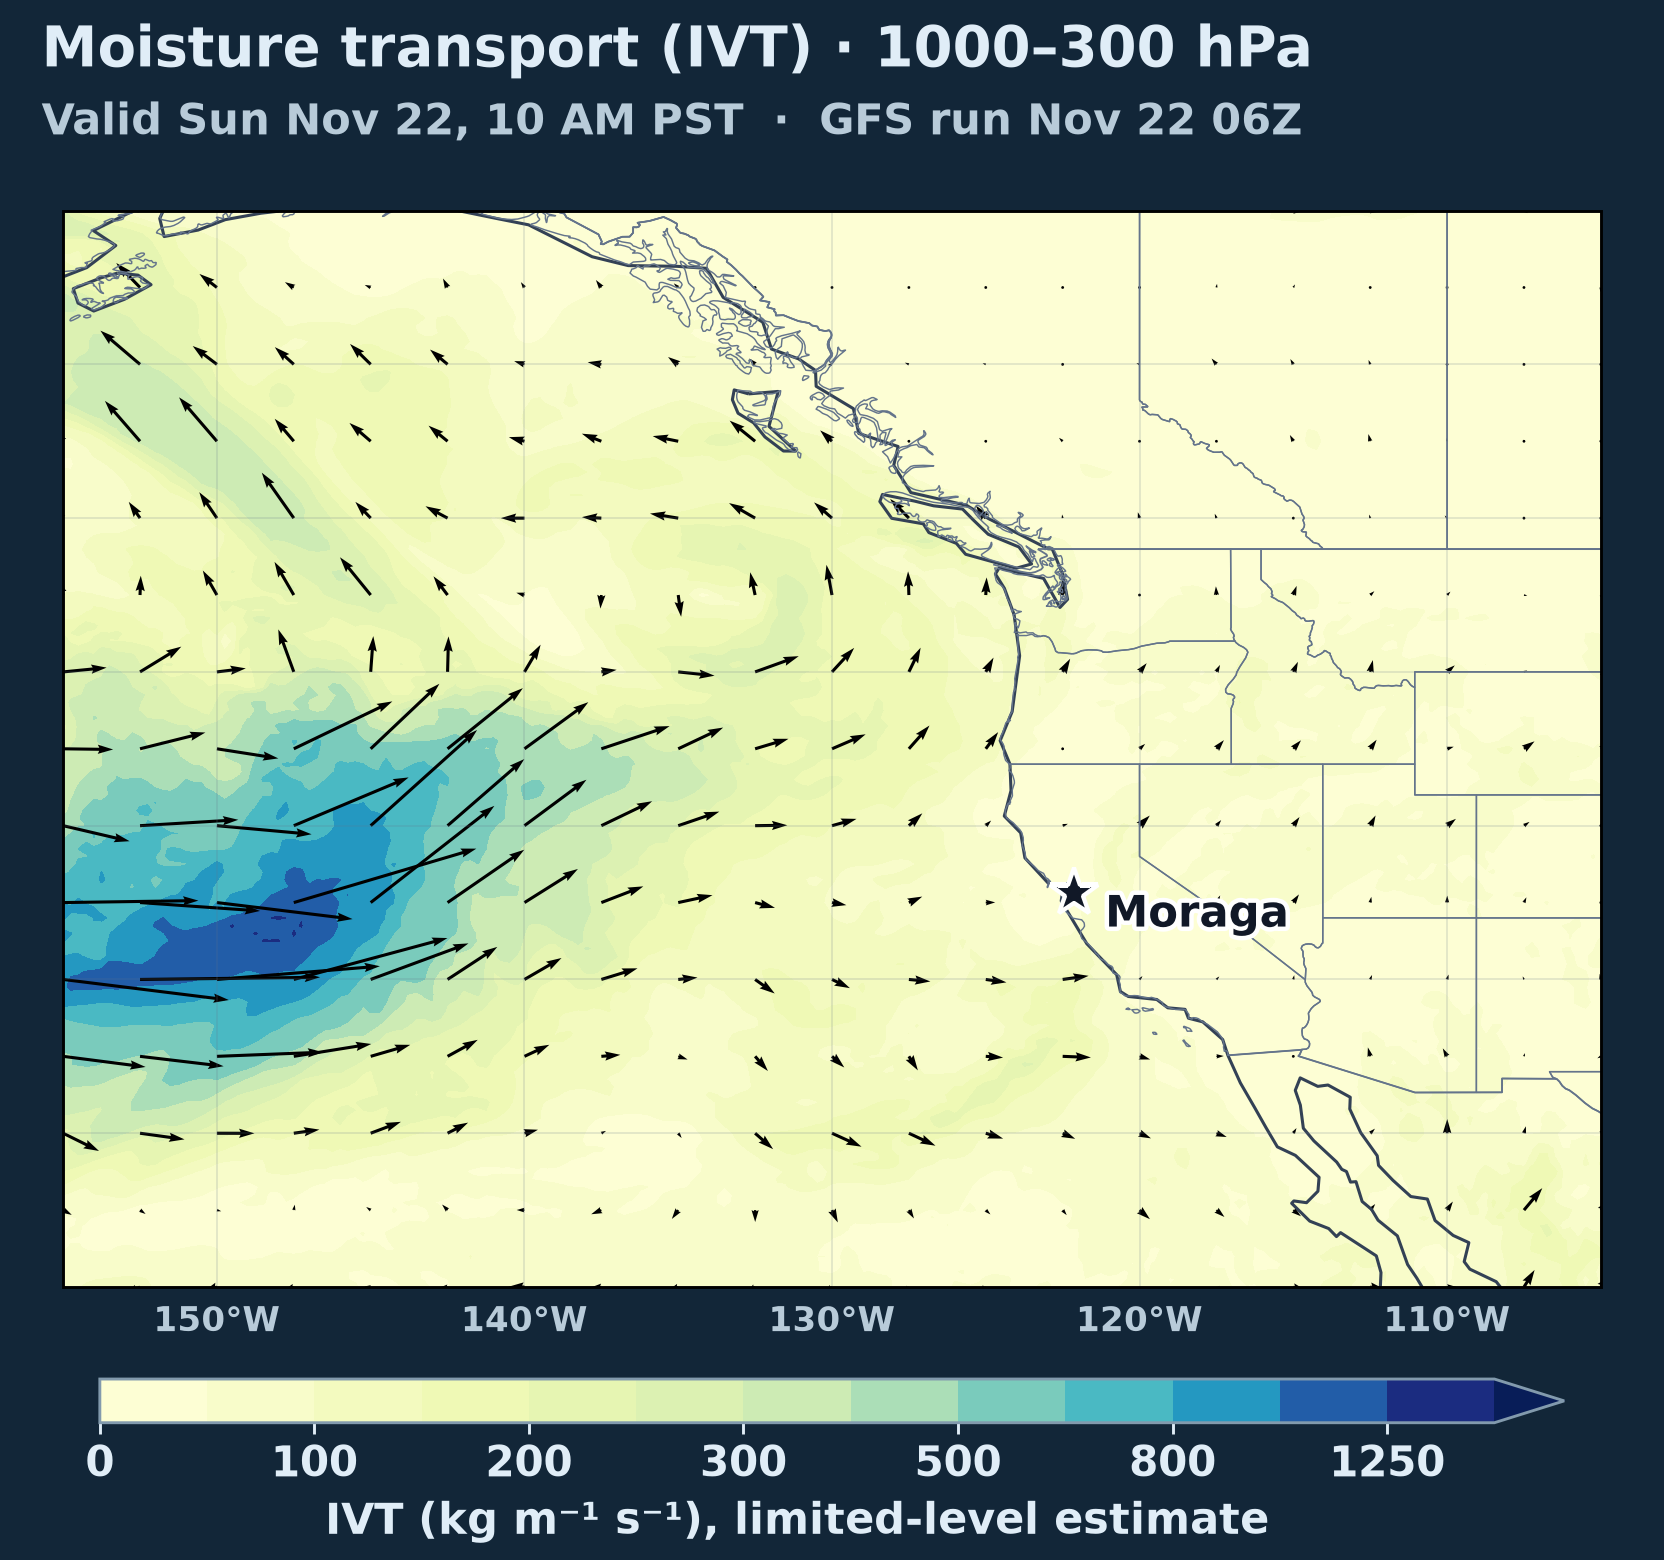 Moisture transport (IVT) · 1000–300 hPa
Valid Sun Nov 22, 10 AM PST · GFS run Nov 22 06Z
Moraga
150°W 140°W 130°W 120°W 110°W
0 100 200 300 500 800 1250
IVT (kg m⁻¹ s⁻¹), limited-level estimate